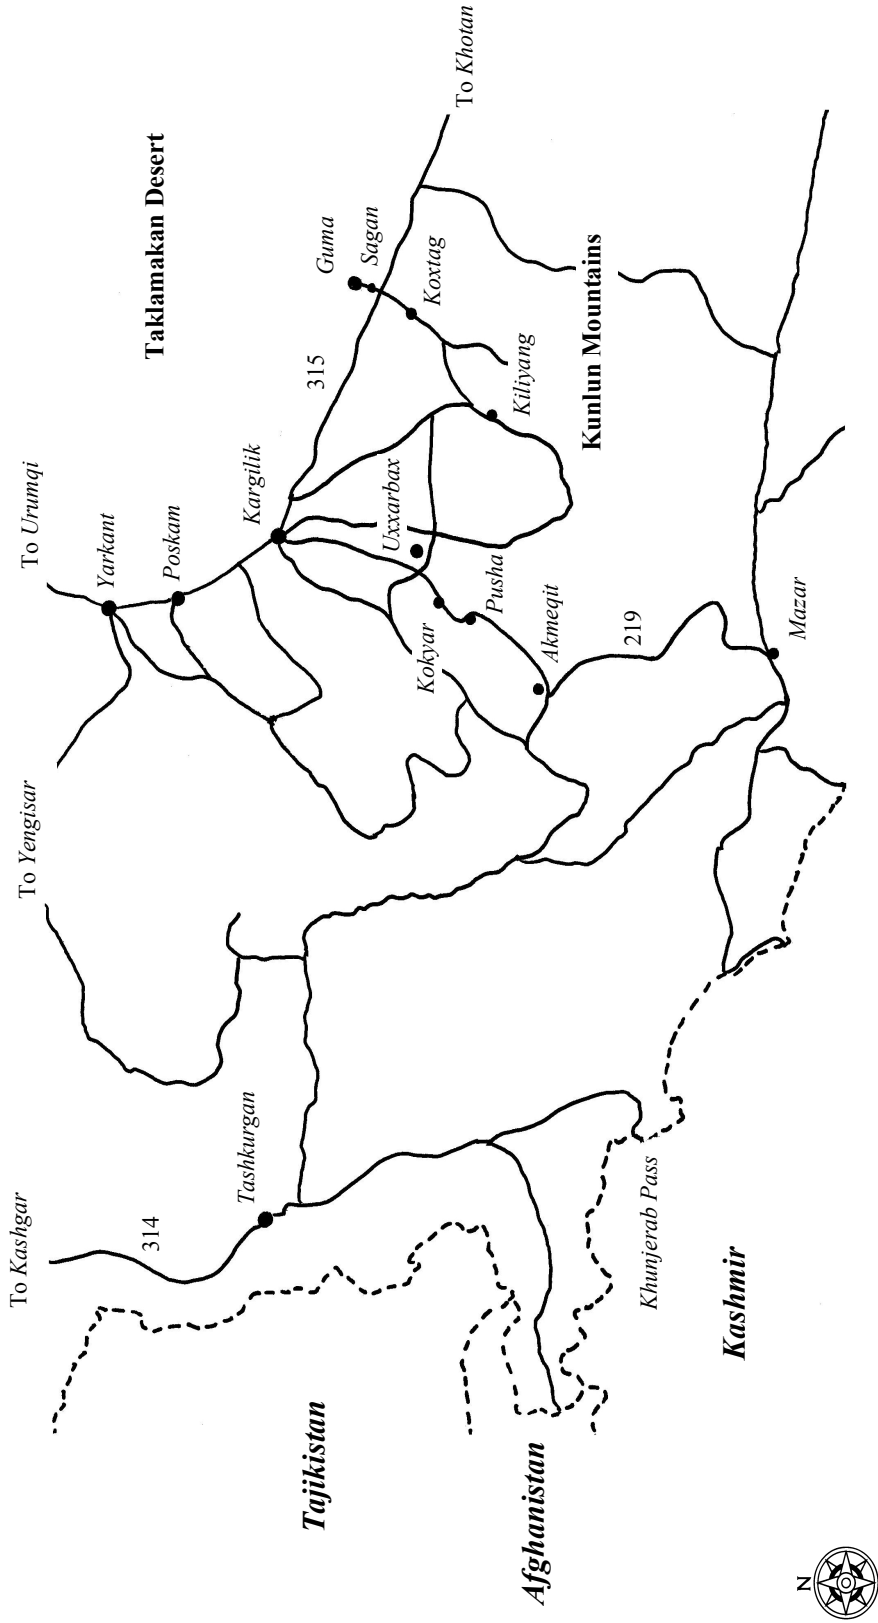 To Kashgar
To Yengisar
To Urumqi
314
Yarkant
Taklamakan Desert
Poskam
Tashkurgan
Kargilik
Tajikistan
315
Guma
Sagan
To Khotan
Uxxarbax
Koxtag
Kokyar
Pusha
Kiliyang
Afghanistan
Akmeqit
Kunlun Mountains
219
Khunjerab Pass
Kashmir
Mazar
N